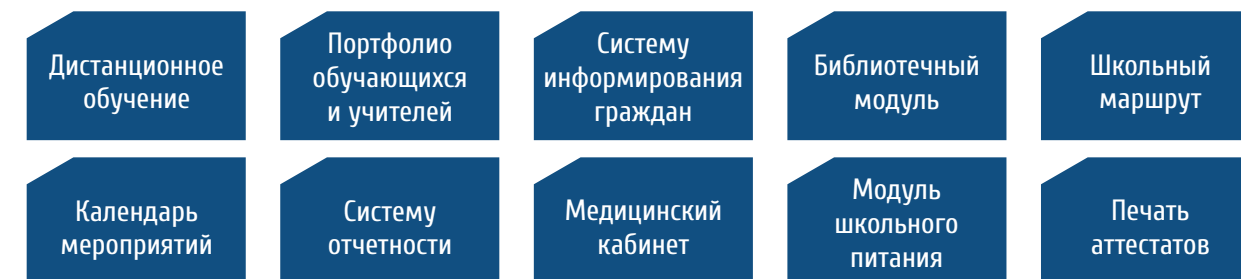 Дистанционное
обучение
Портфолио
обучающихся
и учителей
Систему
информирования
граждан
Библиотечный
модуль
Школьный
маршрут
Календарь
мероприятий
Систему
отчетности
Медицинский
кабинет
Модуль
школьного
питания
Печать
аттестатов